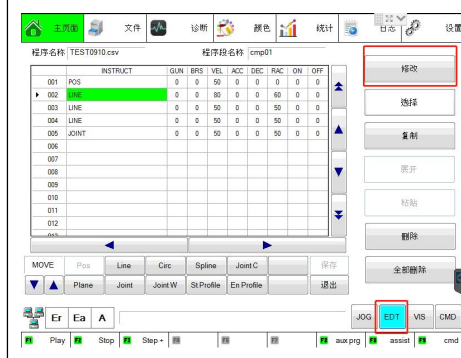 主页面 文件 诊断 颜色 统计 日志 设置
程序名称 TEST0910.csv 程序段名称 cmp01
INSTRUCT GUN BRS VEL ACC DEC RAC ON OFF
001 POS 0 0 50 0 0 0 0 0
002 LINE 0 0 80 0 0 60 0 0
003 LINE 0 0 50 0 0 50 0 0
004 LINE 0 0 50 0 0 50 0 0
005 JOINT 0 0 50 0 0 50 0 0
006
007
008
009
010
011
012
修改
选择
复制
展开
粘贴
删除
全部删除
MOVE Pos Line Circ Spline Joint C 保存
Plane Joint Joint W St Profile En Profile 退出
Er Ea A JOG EDT VIS CMD
F1 Play F2 Stop F3 Step + F4 F5 F6 F7 F8 aux prg F9 assist cmd